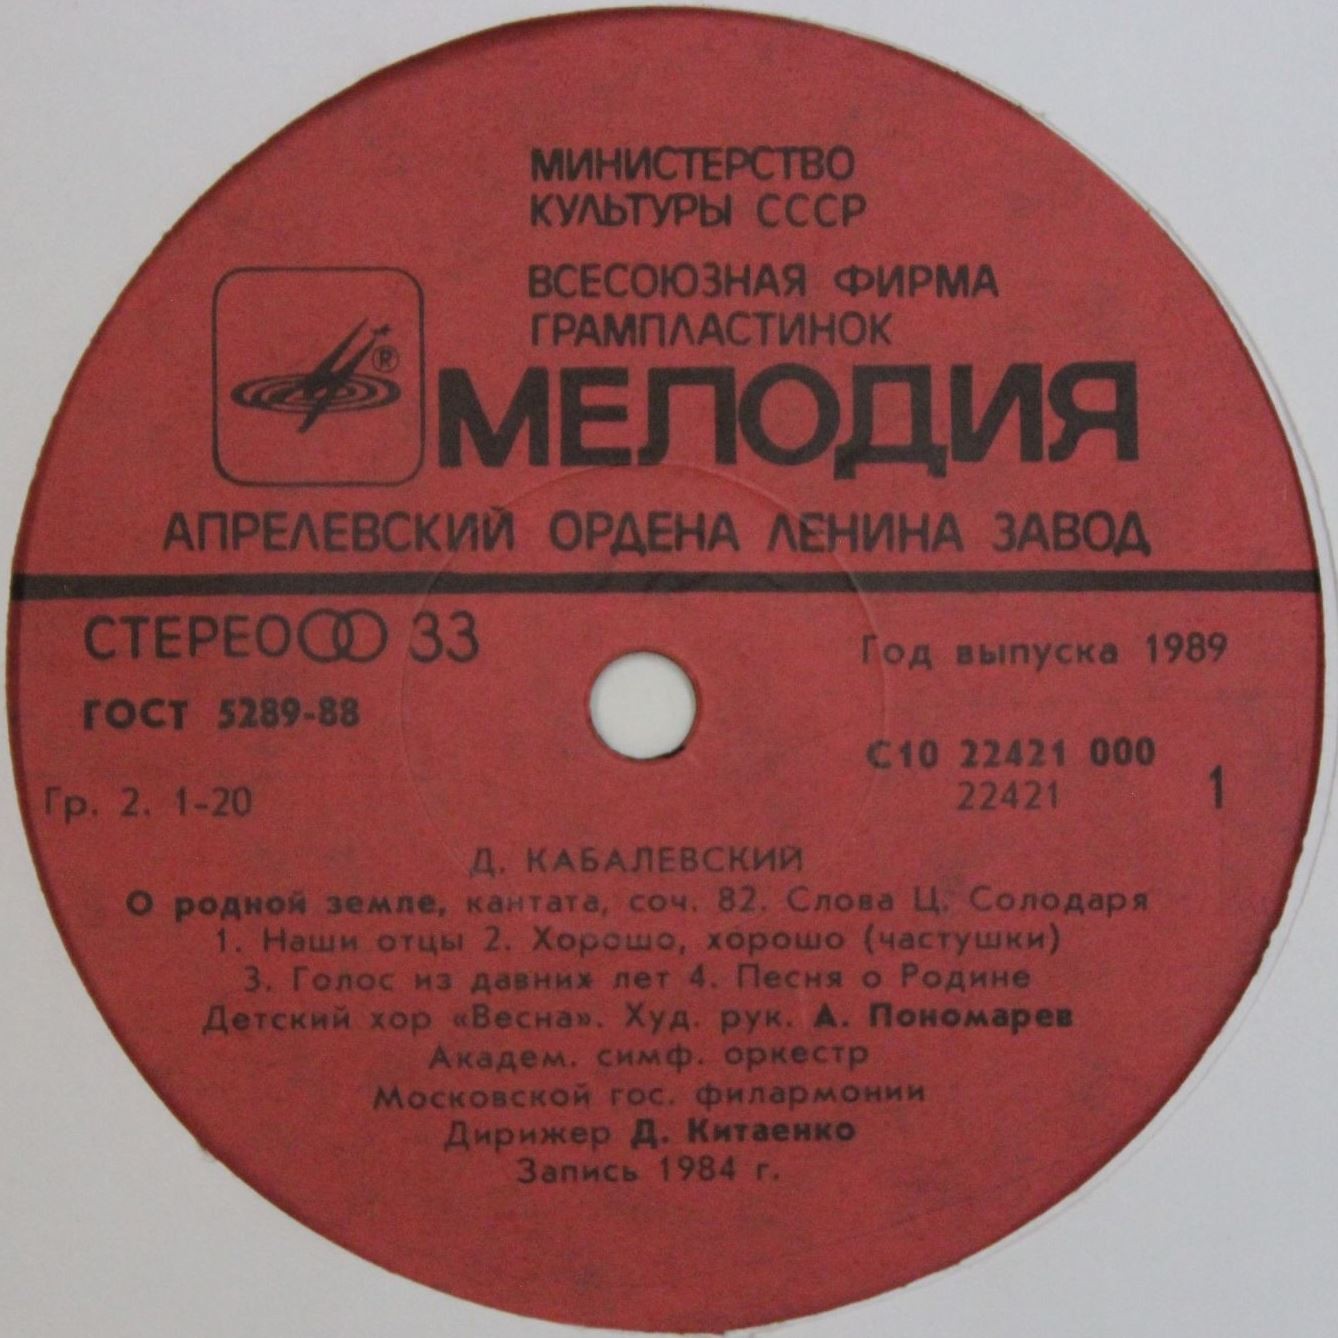 МИНИСТЕРСТВО
КУЛЬТУРЫ СССР
ВСЕСОЮЗНАЯ ФИРМА
ГРАМПЛАСТИНОК
®
МЕЛОДИЯ
АПРЕЛЕВСКИЙ ОРДЕНА ЛЕНИНА ЗАВОД
СТЕРЕО 33
Год выпуска 1989
ГОСТ 5289-88
С10 22421 000
Гр. 2. 1-20
22421
1
Д. КАБАЛЕВСКИЙ
О родной земле, кантата, соч. 82. Слова Ц. Солодаря
1. Наши отцы 2. Хорошо, хорошо (частушки)
3. Голос из давних лет 4. Песня о Родине
Детский хор «Весна». Худ. рук. А. Пономарев
Академ. симф. оркестр
Московской гос. филармонии
Дирижер Д. Китаенко
Запись 1984 г.